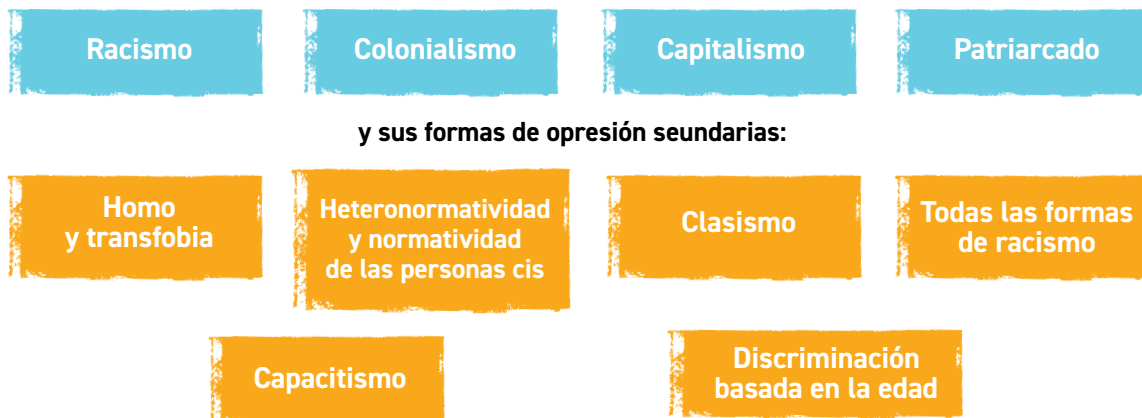 Racismo
Colonialismo
Capitalismo
Patriarcado
y sus formas de opresión seundarias:
Homo
y transfobia
Heteronormatividad
y normatividad
de las personas cis
Clasismo
Todas las formas
de racismo
Capacitismo
Discriminación
basada en la edad